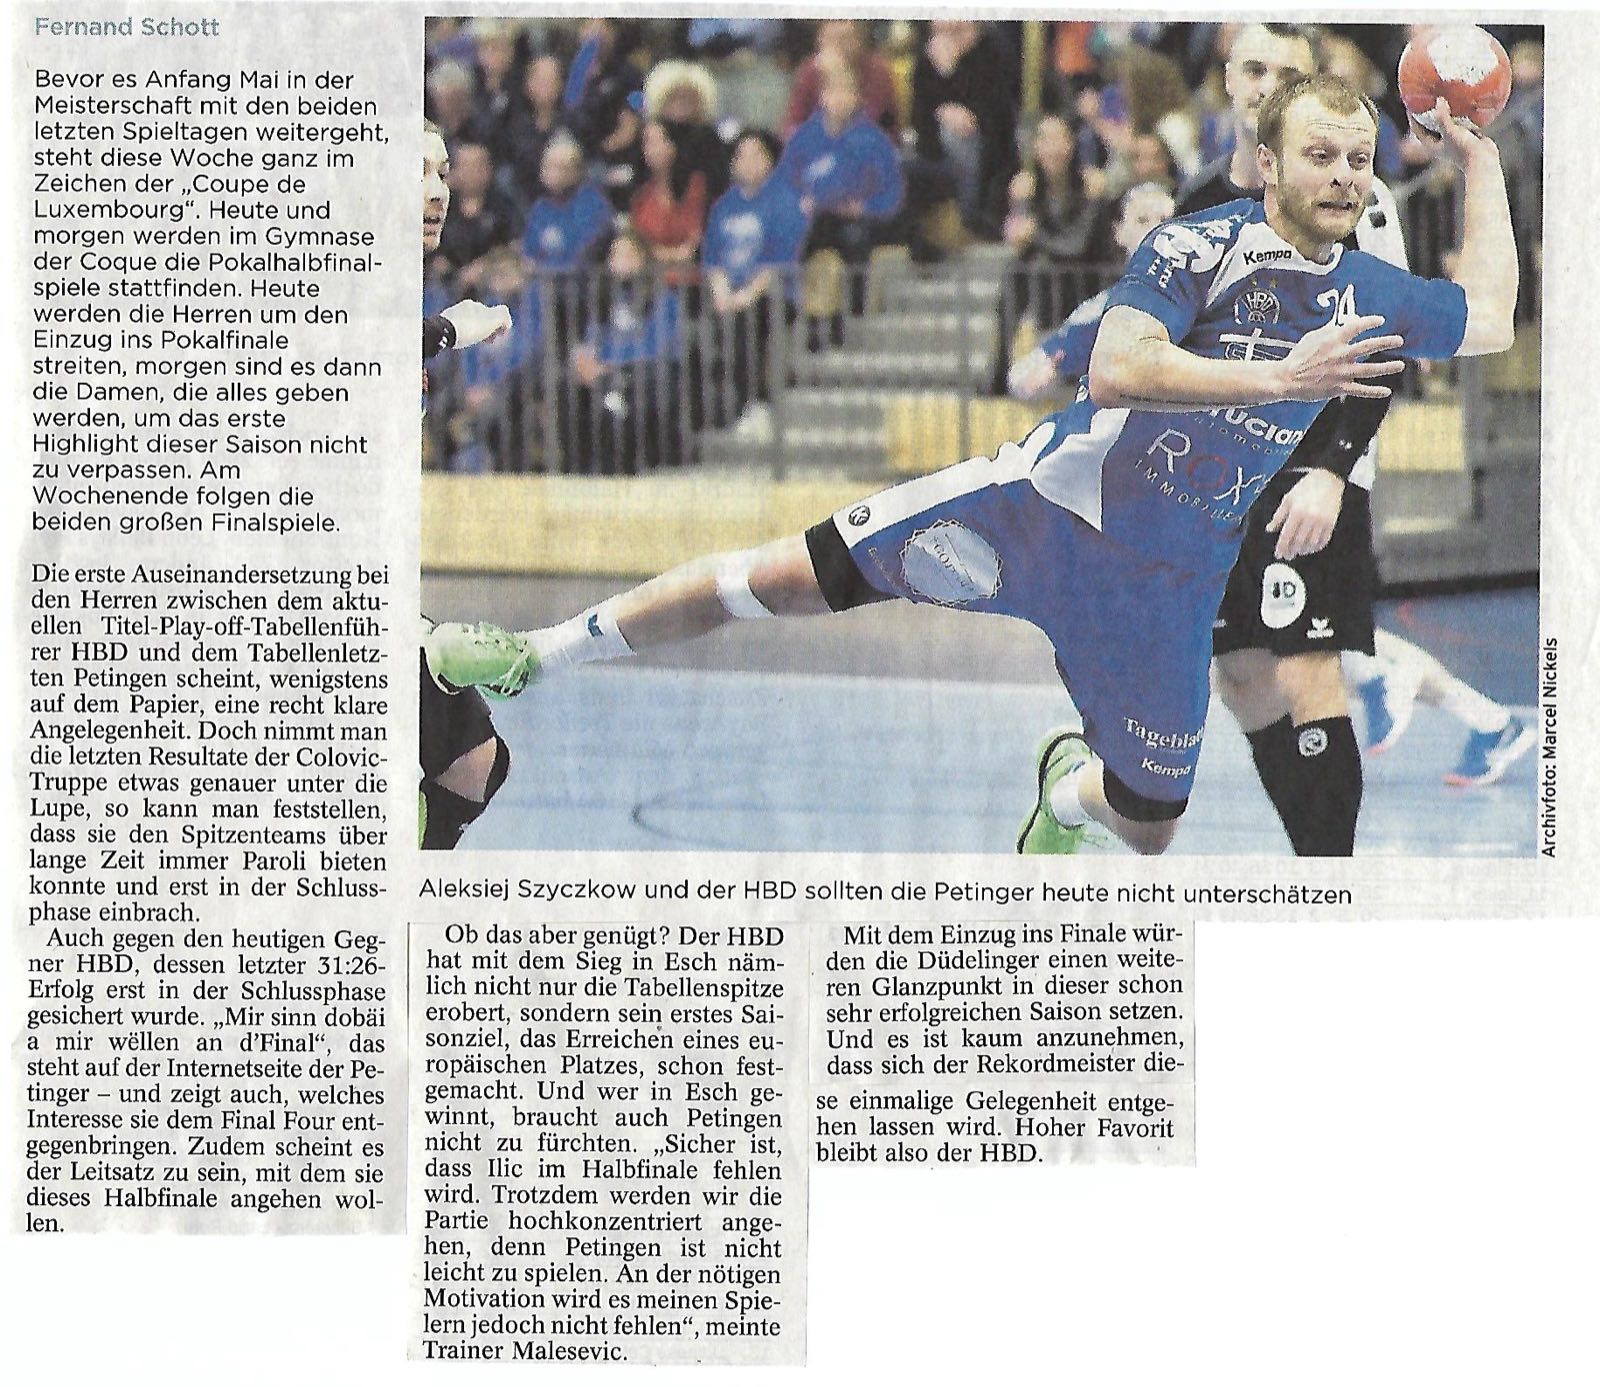 Fernand Schott
Bevor es Anfang Mai in der
Meisterschaft mit den beiden
letzten Spieltagen weitergeht,
steht diese Woche ganz im
Zeichen der „Coupe de
Luxembourg“. Heute und
morgen werden im Gymnase
der Coque die Pokalhalbfinal-
spiele stattfinden. Heute
werden die Herren um den
Einzug ins Pokalfinale
streiten, morgen sind es dann
die Damen, die alles geben
werden, um das erste
Highlight dieser Saison nicht
zu verpassen. Am
Wochenende folgen die
beiden großen Finalspiele.
Die erste Auseinandersetzung bei
den Herren zwischen dem aktu-
ellen Titel-Play-off-Tabellenfüh-
rer HBD und dem Tabellenletz-
ten Petingen scheint, wenigstens
auf dem Papier, eine recht klare
Angelegenheit. Doch nimmt man
die letzten Resultate der Colovic-
Truppe etwas genauer unter die
Lupe, so kann man feststellen,
dass sie den Spitzenteams über
lange Zeit immer Paroli bieten
konnte und erst in der Schluss-
phase einbrach.
Auch gegen den heutigen Geg-
ner HBD, dessen letzter 31:26-
Erfolg erst in der Schlussphase
gesichert wurde. „Mir sinn dobäi
a mir wëllen an d'Final“, das
steht auf der Internetseite der Pe-
tinger – und zeigt auch, welches
Interesse sie dem Final Four ent-
gegenbringen. Zudem scheint es
der Leitsatz zu sein, mit dem sie
dieses Halbfinale angehen wol-
len.
Kempa
HBD
24
ROX
IMMOBILIE
Tagebla
Kempa
Archivfoto: Marcel Nickels
Aleksiej Szyczkow und der HBD sollten die Petinger heute nicht unterschätzen
Ob das aber genügt? Der HBD
hat mit dem Sieg in Esch näm-
lich nicht nur die Tabellenspitze
erobert, sondern sein erstes Sai-
sonziel, das Erreichen eines eu-
ropäischen Platzes, schon fest-
gemacht. Und wer in Esch ge-
winnt, braucht auch Petingen
nicht zu fürchten. „Sicher ist,
dass Ilic im Halbfinale fehlen
wird. Trotzdem werden wir die
Partie hochkonzentriert ange-
hen, denn Petingen ist nicht
leicht zu spielen. An der nötigen
Motivation wird es meinen Spie-
lern jedoch nicht fehlen“, meinte
Trainer Malesevic.
Mit dem Einzug ins Finale wür-
den die Düdelinger einen weite-
ren Glanzpunkt in dieser schon
sehr erfolgreichen Saison setzen.
Und es ist kaum anzunehmen,
dass sich der Rekordmeister die-
se einmalige Gelegenheit entge-
hen lassen wird. Hoher Favorit
bleibt also der HBD.